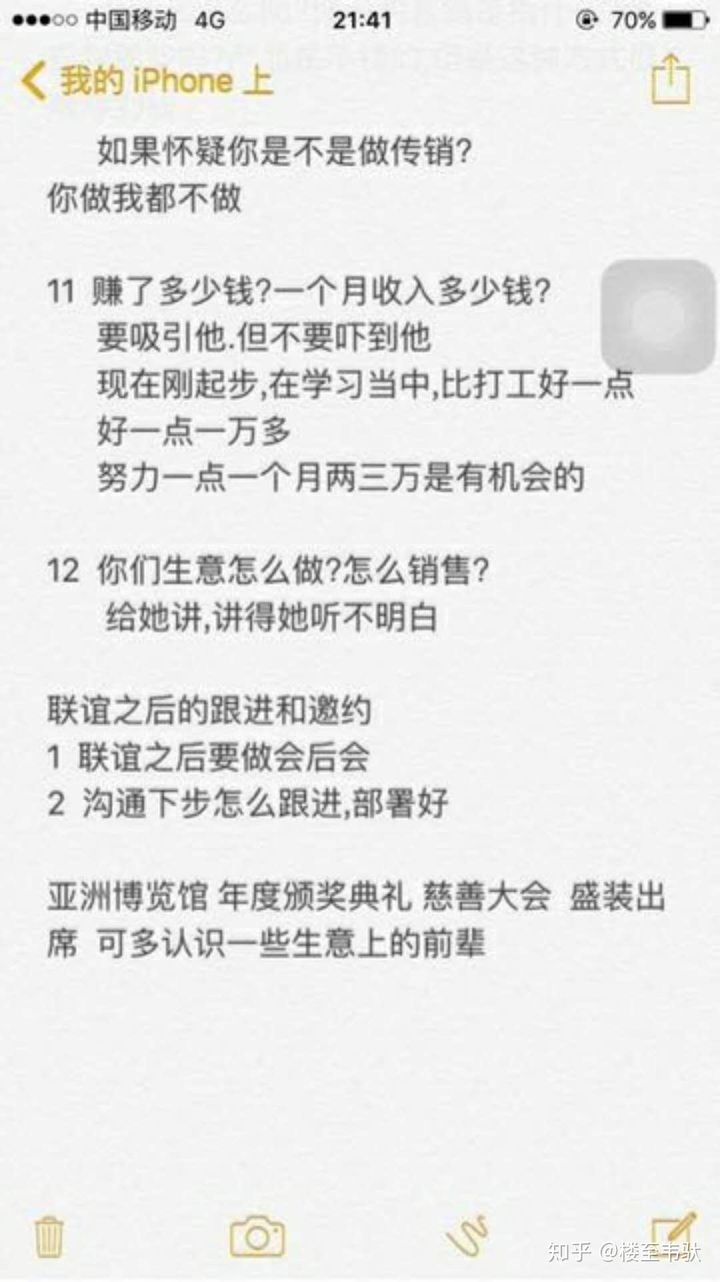 中国移动 4G 21:41 70%
我的 iPhone 上
如果怀疑你是不是做传销?
你做我都不做
11 赚了多少钱?一个月收入多少钱?
要吸引他.但不要吓到他
现在刚起步,在学习当中,比打工好一点
好一点一万多
努力一点一个月两三万是有机会的
12 你们生意怎么做?怎么销售?
给她讲,讲得她听不明白
联谊之后的跟进和邀约
1 联谊之后要做会后会
2 沟通下步怎么跟进,部署好
亚洲博览馆 年度颁奖典礼 慈善大会 盛装出
席 可多认识一些生意上的前辈
知乎 @楼至韦驮